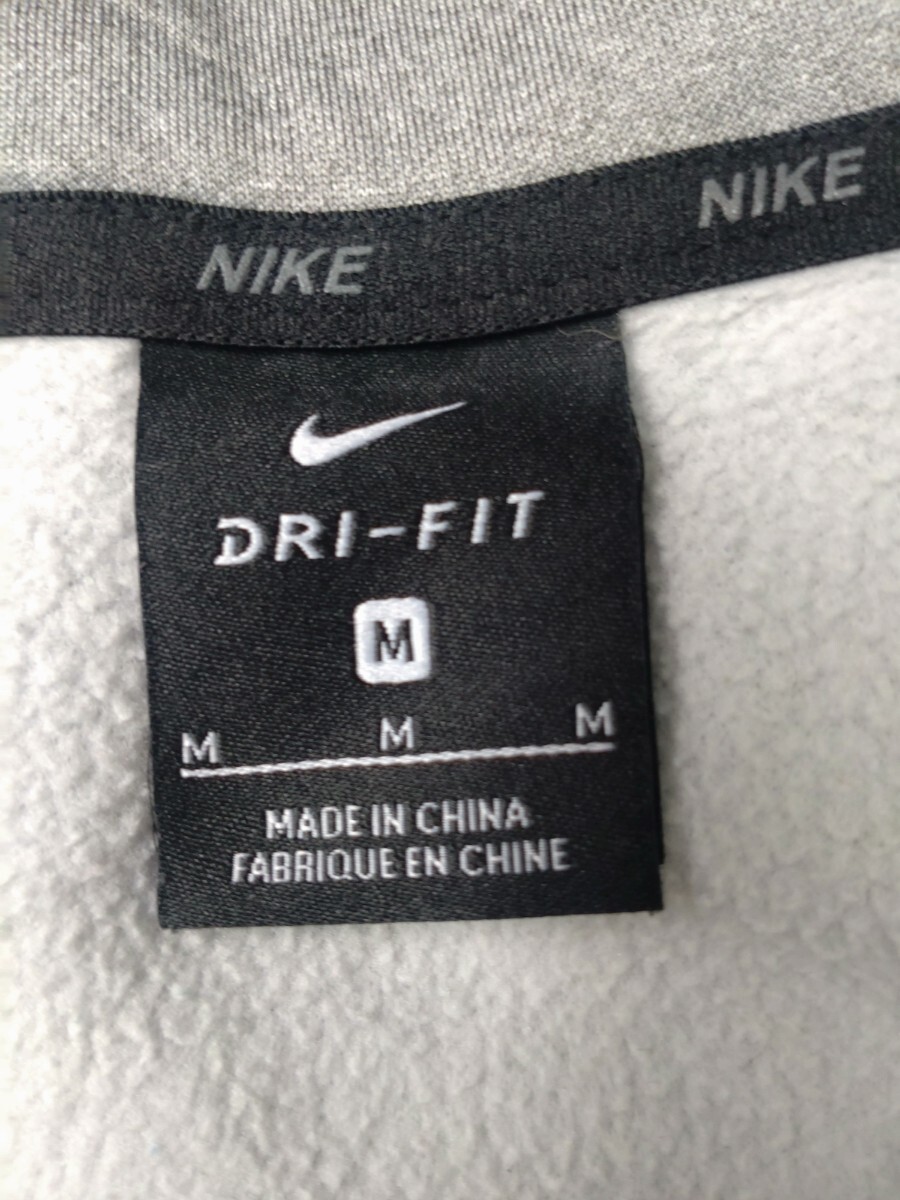 NIKE NIKE
DRI-FIT
M
M M M
MADE IN CHINA
FABRIQUE EN CHINE